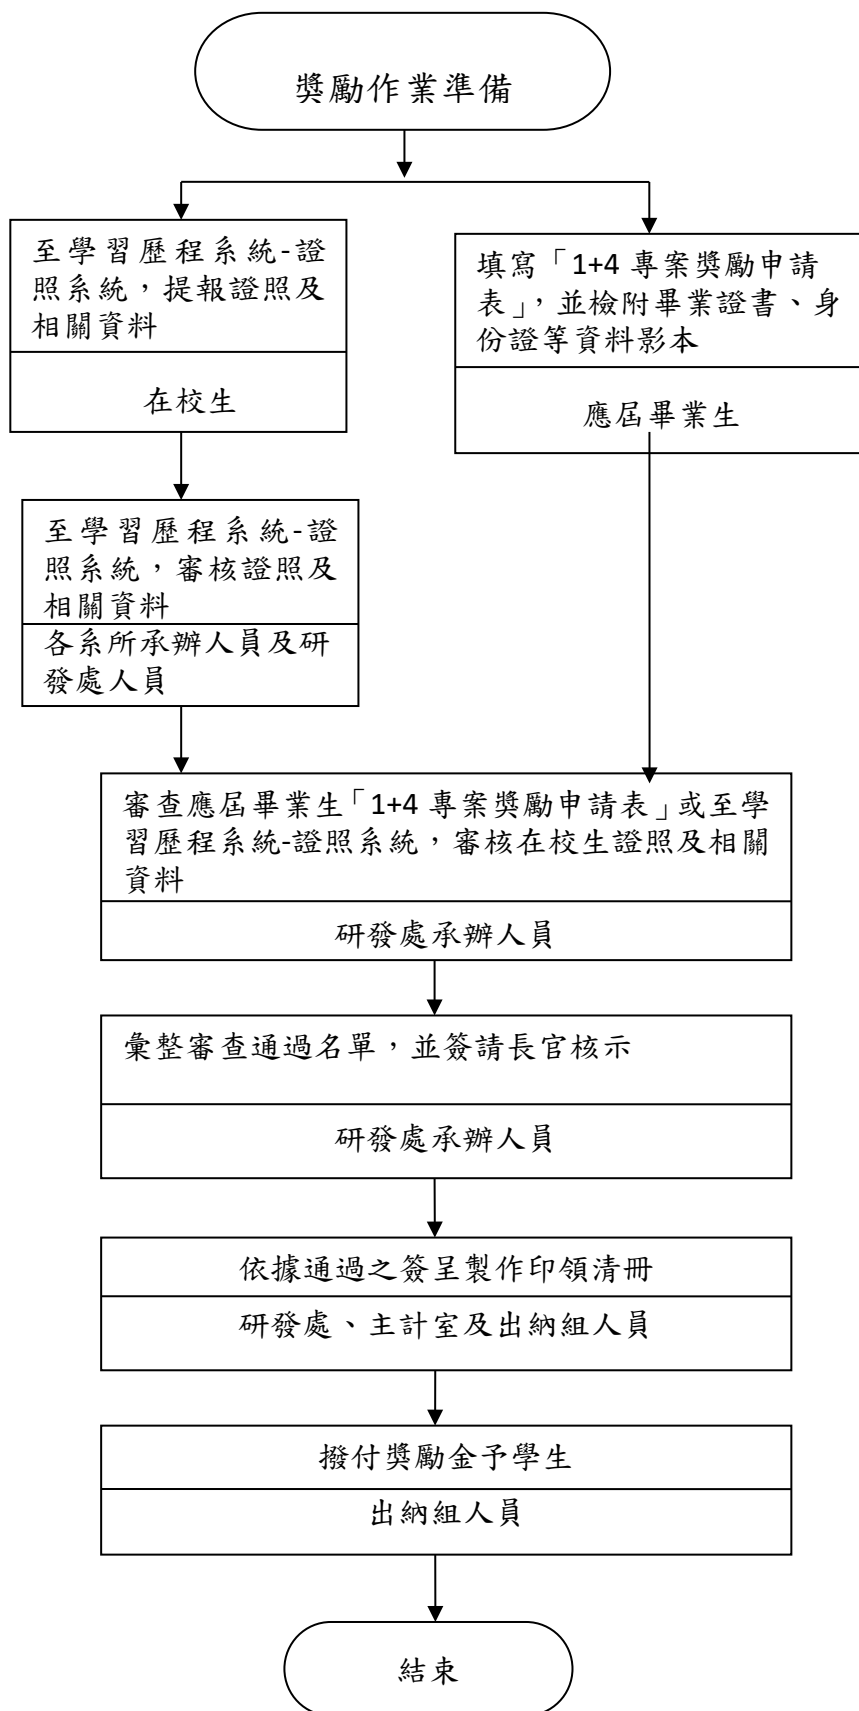 獎勵作業準備
至學習歷程系統-證
照系統，提報證照及
相關資料
在校生
填寫「1+4 專案獎勵申請
表」，並檢附畢業證書、身
份證等資料影本
應屆畢業生
至學習歷程系統-證
照系統，審核證照及
相關資料
各系所承辦人員及研
發處人員
審查應屆畢業生「1+4 專案獎勵申請表」或至學
習歷程系統-證照系統，審核在校生證照及相關
資料
研發處承辦人員
彙整審查通過名單，並簽請長官核示
研發處承辦人員
依據通過之簽呈製作印領清冊
研發處、主計室及出納組人員
撥付獎勵金予學生
出納組人員
結束